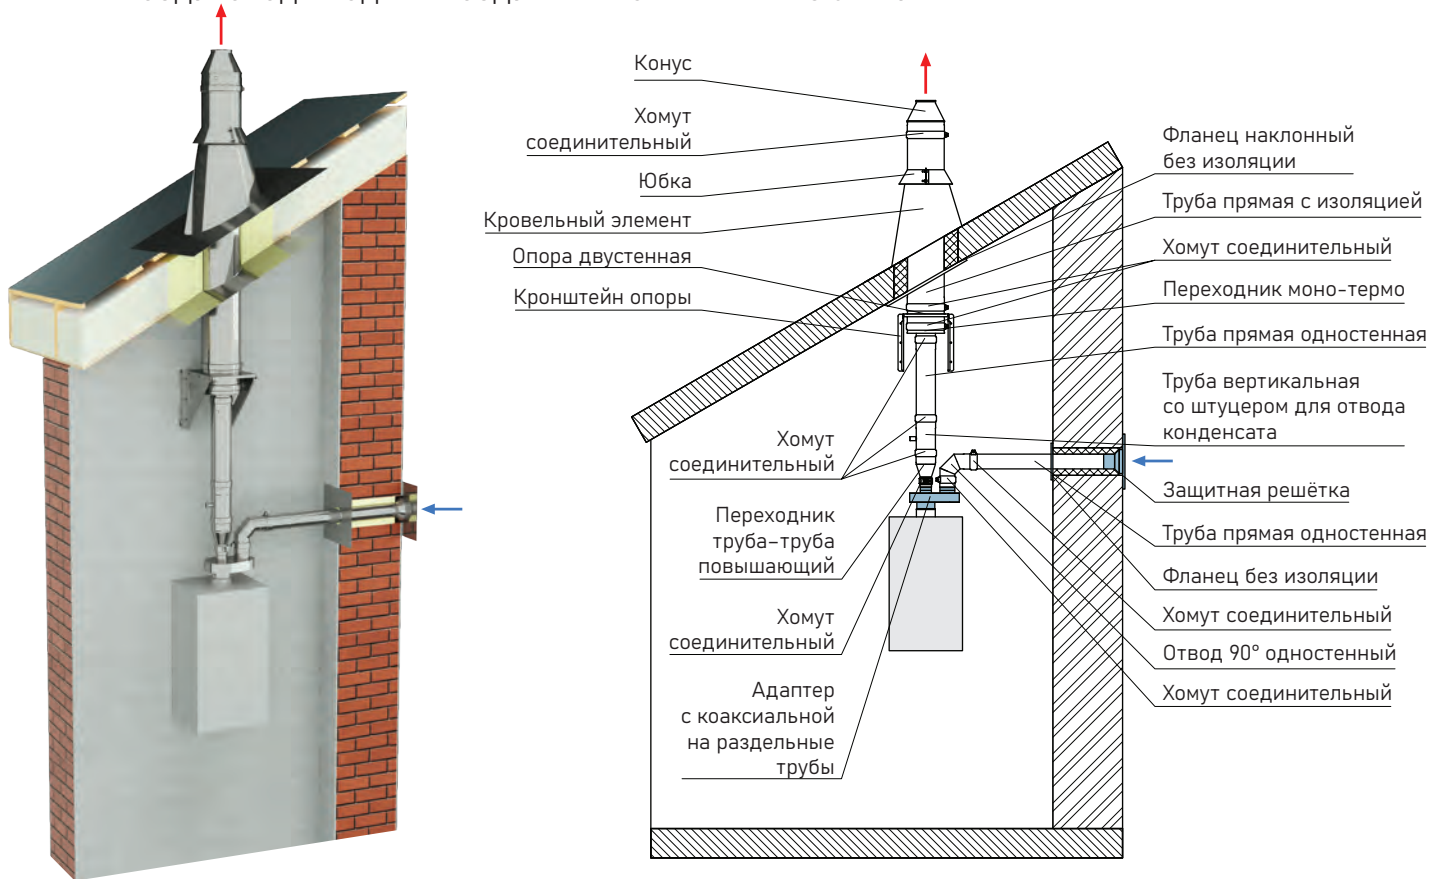 Конус
Хомут
соединительный
Юбка
Кровельный элемент
Опора двустенная
Кронштейн опоры
Хомут
соединительный
Переходник
труба–труба
повышающий
Хомут
соединительный
Адаптер
с коаксиальной
на раздельные
трубы
Фланец наклонный
без изоляции
Труба прямая с изоляцией
Хомут соединительный
Переходник моно-термо
Труба прямая одностенная
Труба вертикальная
со штуцером для отвода
конденсата
Защитная решётка
Труба прямая одностенная
Фланец без изоляции
Хомут соединительный
Отвод 90° одностенный
Хомут соединительный